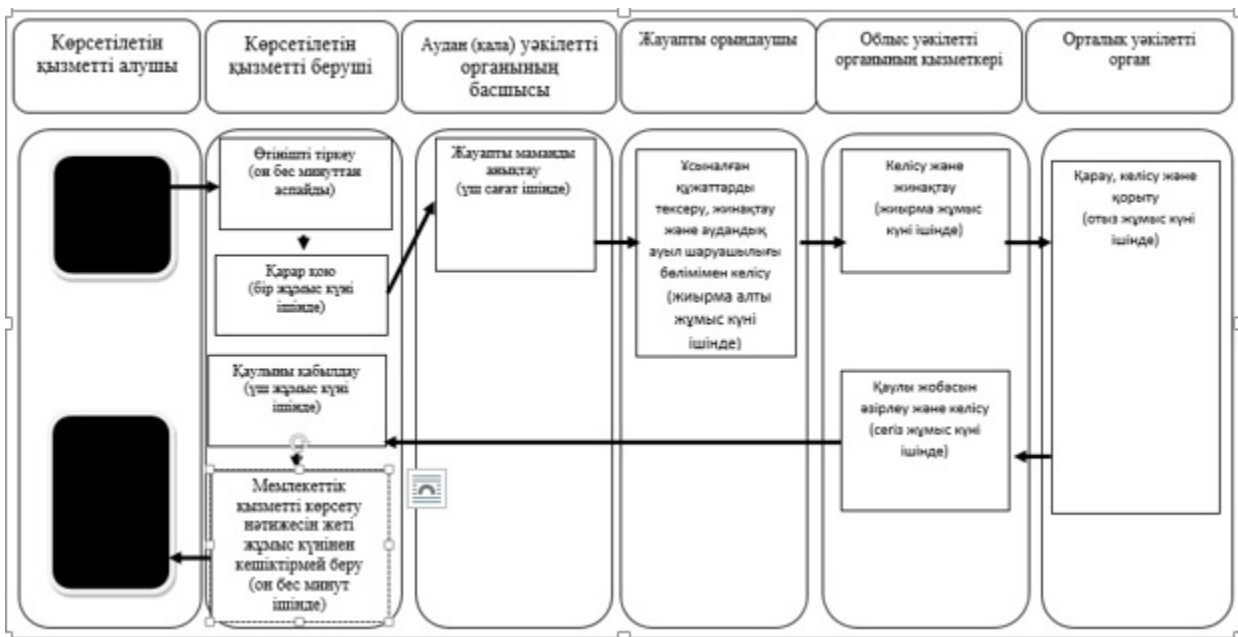 Көрсетілетін
қызметті алушы
Көрсетілетін
қызметті беруші
Аудан (қала) уәкілетті
органының
басшысы
Жауапты орындаушы
Облыс уәкілетті
органының қызметкері
Орталық уәкілетті
орган
Өтінішті тіркеу
(он бес минуттан
аспайды)
Қарар қою
(бір жұмыс күні
ішінде)
Қаулыны қабылдау
(үш жұмыс күні
ішінде)
Мемлекеттік
қызметті көрсету
нәтижесін жеті
жұмыс күнінен
кешіктірмей беру
(он бес минут
ішінде)
Жауапты маманды
анықтау
(үш сағат ішінде)
Ұсыналған
құжаттарды
тексеру, жинақтау
және аудандық
ауыл шаруашылығы
бөлімімен келісу
(жиырма алты
жұмыс күні
ішінде)
Келісу және
жинақтау
(жиырма жұмыс
күні ішінде)
Қаулы жобасын
әзірлеу және келісу
(сегіз жұмыс күні
ішінде)
Қарау, келісу және
қорыту
(отыз жұмыс күні
ішінде)